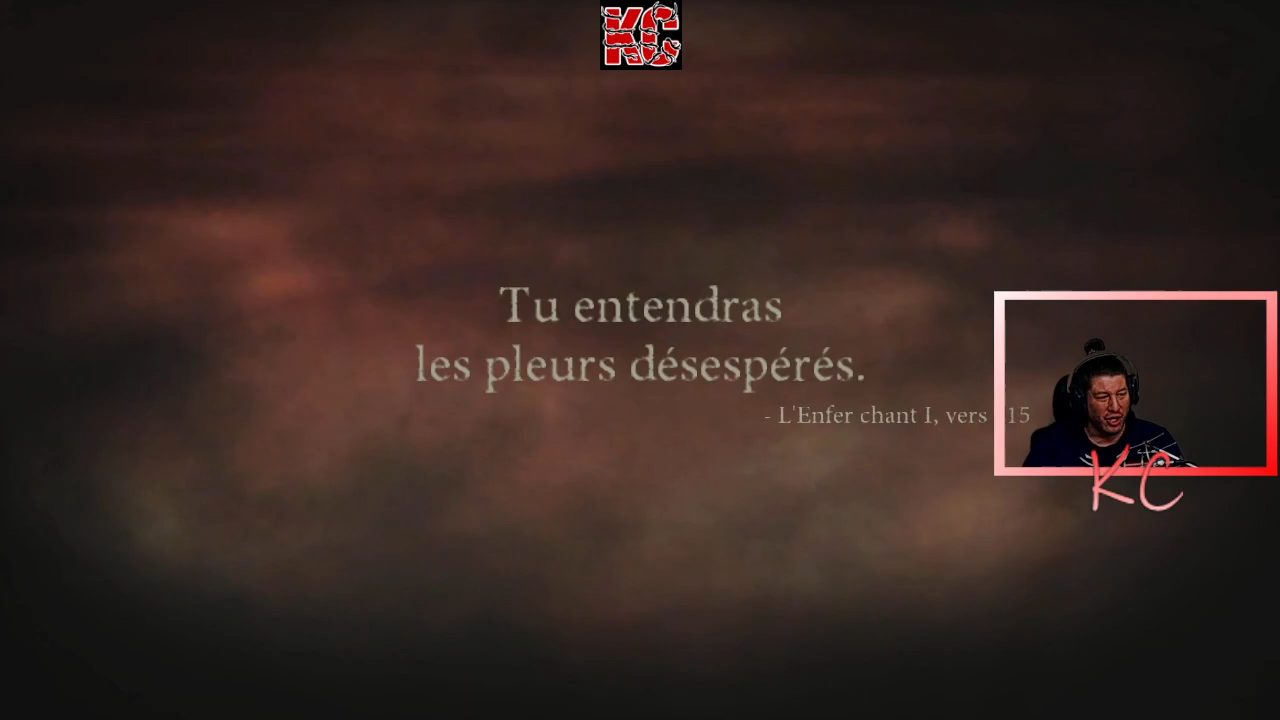 KC
Tu entendras
les pleurs désespérés.
- L'Enfer chant I, vers 15
KC